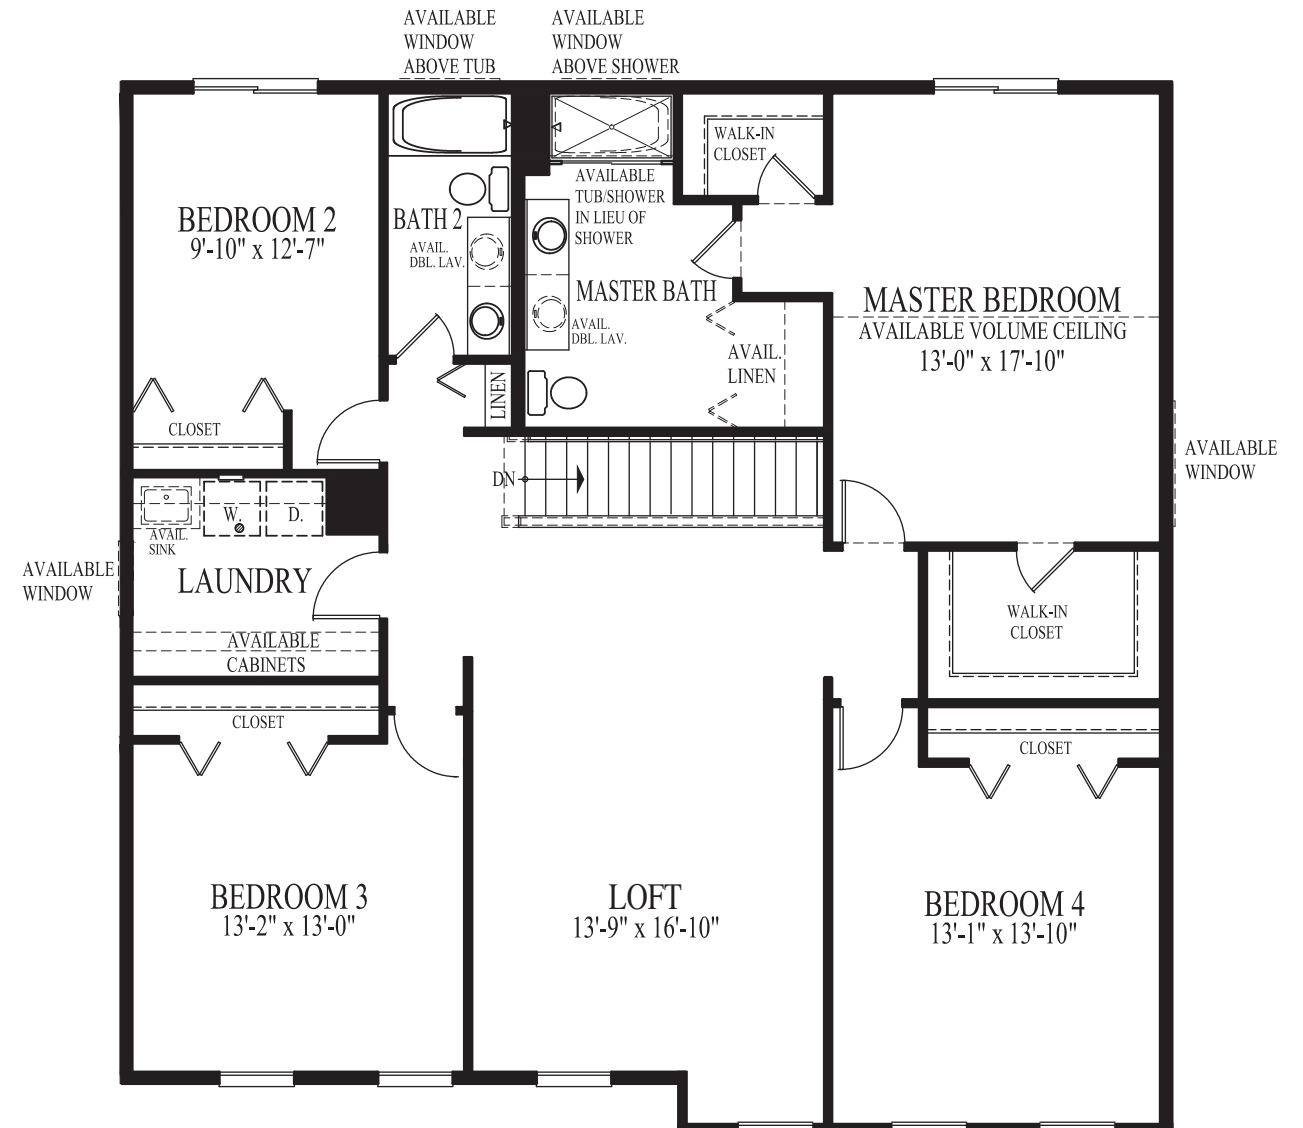 AVAILABLE
WINDOW
ABOVE TUB
AVAILABLE
WINDOW
ABOVE SHOWER
WALK-IN
CLOSET
AVAILABLE
TUB/SHOWER
IN LIEU OF
SHOWER
BEDROOM 2
9'-10" x 12'-7"
BATH 2
AVAIL.
DBL. LAV.
MASTER BATH
AVAIL.
DBL. LAV.
MASTER BEDROOM
AVAILABLE VOLUME CEILING
13'-0" x 17'-10"
AVAIL.
LINEN
LINEN
CLOSET
AVAILABLE
WINDOW
DN
W.
D.
AVAIL.
SINK
AVAILABLE
WINDOW
LAUNDRY
AVAILABLE
CABINETS
WALK-IN
CLOSET
CLOSET
CLOSET
BEDROOM 3
13'-2" x 13'-0"
LOFT
13'-9" x 16'-10"
BEDROOM 4
13'-1" x 13'-10"